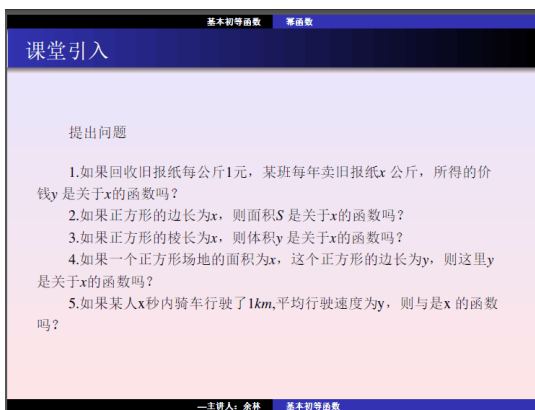 基本初等函数 幂函数
课堂引入
提出问题
1.如果回收旧报纸每公斤1元，某班每年卖旧报纸x 公斤，所得的价
钱y 是关于x的函数吗？
2.如果正方形的边长为x，则面积S 是关于x的函数吗？
3.如果正方形的棱长为x，则体积y 是关于x的函数吗？
4.如果一个正方形场地的面积为x，这个正方形的边长为y，则这里y
是关于x的函数吗？
5.如果某人x秒内骑车行驶了1km,平均行驶速度为y，则与是x 的函数
吗？
—主讲人：余林 基本初等函数